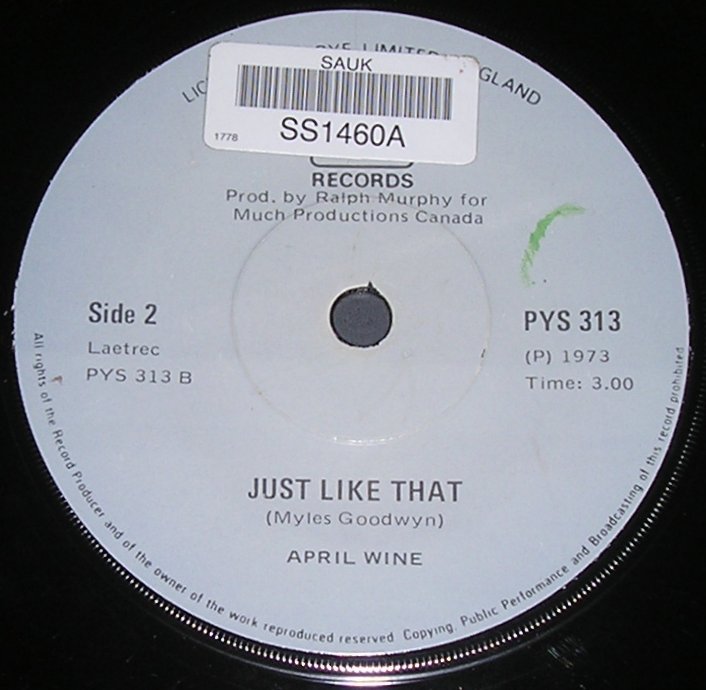 SAUK
1778
SS1460A
LIMITED
RECORDS
Prod. by Ralph Murphy for
Much Productions Canada
Side 2
PYS 313
Laetrec
(P) 1973
PYS 313 B
Time: 3.00
JUST LIKE THAT
(Myles Goodwyn)
APRIL WINE
All rights of the Record Producer and of the owner of the work reproduced reserved Copying, Public Performance and Broadcasting of this record prohibited